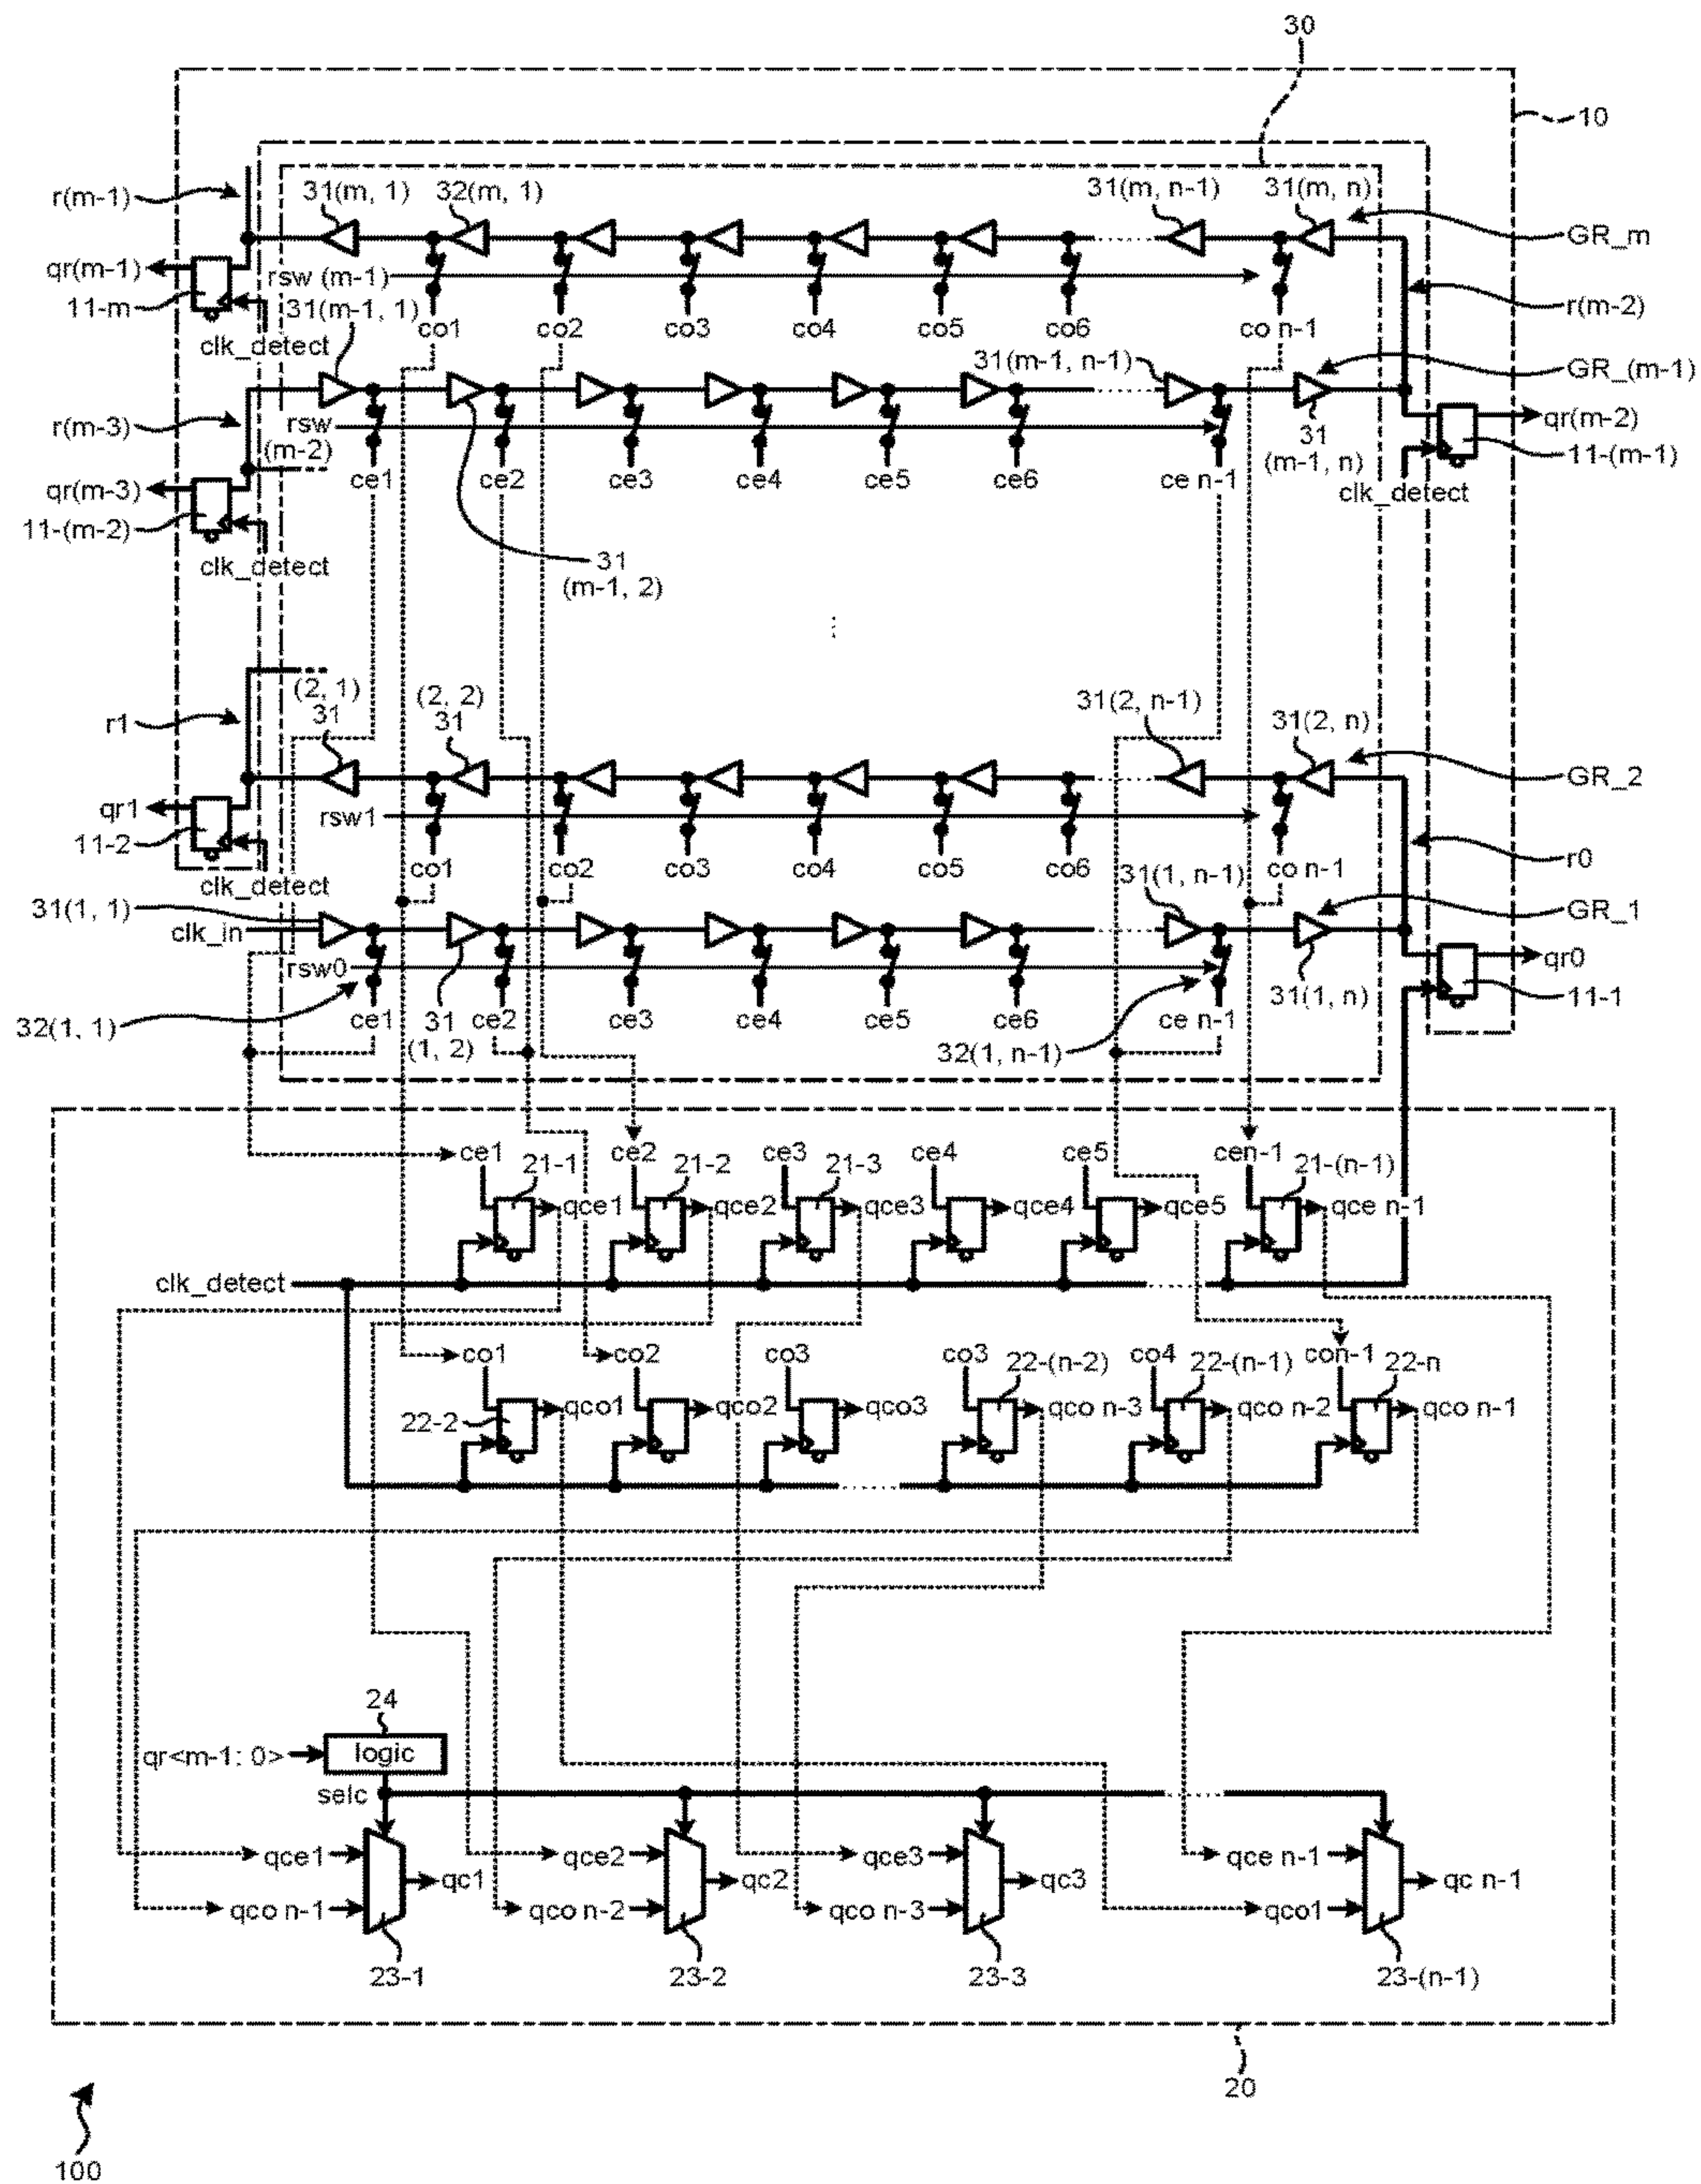 30
10
r(m-1)
31(m, 1)
32(m, 1)
31(m, n-1)
31(m, n)
GR_m
qr(m-1)
rsw (m-1)
11-m
31(m-1, 1)
r(m-2)
clk_detect
co1
co2
co3
co4
co5
co6
co n-1
31(m-1, n-1)
GR_(m-1)
r(m-3)
rsw
(m-2)
31
(m-1, n)
qr(m-2)
11-(m-1)
qr(m-3)
ce1
ce2
ce3
ce4
ce5
ce6
ce n-1
clk_detect
11-(m-2)
clk_detect
31
(m-1, 2)
r1
(2, 1)
31
(2, 2)
31
31(2, n-1)
31(2, n)
GR_2
qr1
rsw1
11-2
clk_detect
co1
co2
co3
co4
co5
co6
co n-1
r0
31(1, 1)
31(1, n-1)
GR_1
clk_in
rsw0
qr0
32(1, 1)
ce1
31
(1, 2)
ce2
ce3
ce4
ce5
ce6
ce n-1
31(1, n)
11-1
32(1, n-1)
ce1
21-1
ce2
21-2
ce3
21-3
ce4
ce5
cen-1
21-(n-1)
qce1
qce2
qce3
qce4
qce5
qce n-1
clk_detect
co1
co2
co3
co3
22-(n-2)
co4
22-(n-1)
con-1
22-n
22-2
qco1
qco2
qco3
qco n-3
qco n-2
qco n-1
24
qr<m-1: 0>
logic
selc
qce1
qce2
qce3
qce n-1
qc1
qc2
qc3
qc n-1
qco n-1
qco n-2
qco n-3
qco1
23-1
23-2
23-3
23-(n-1)
20
100